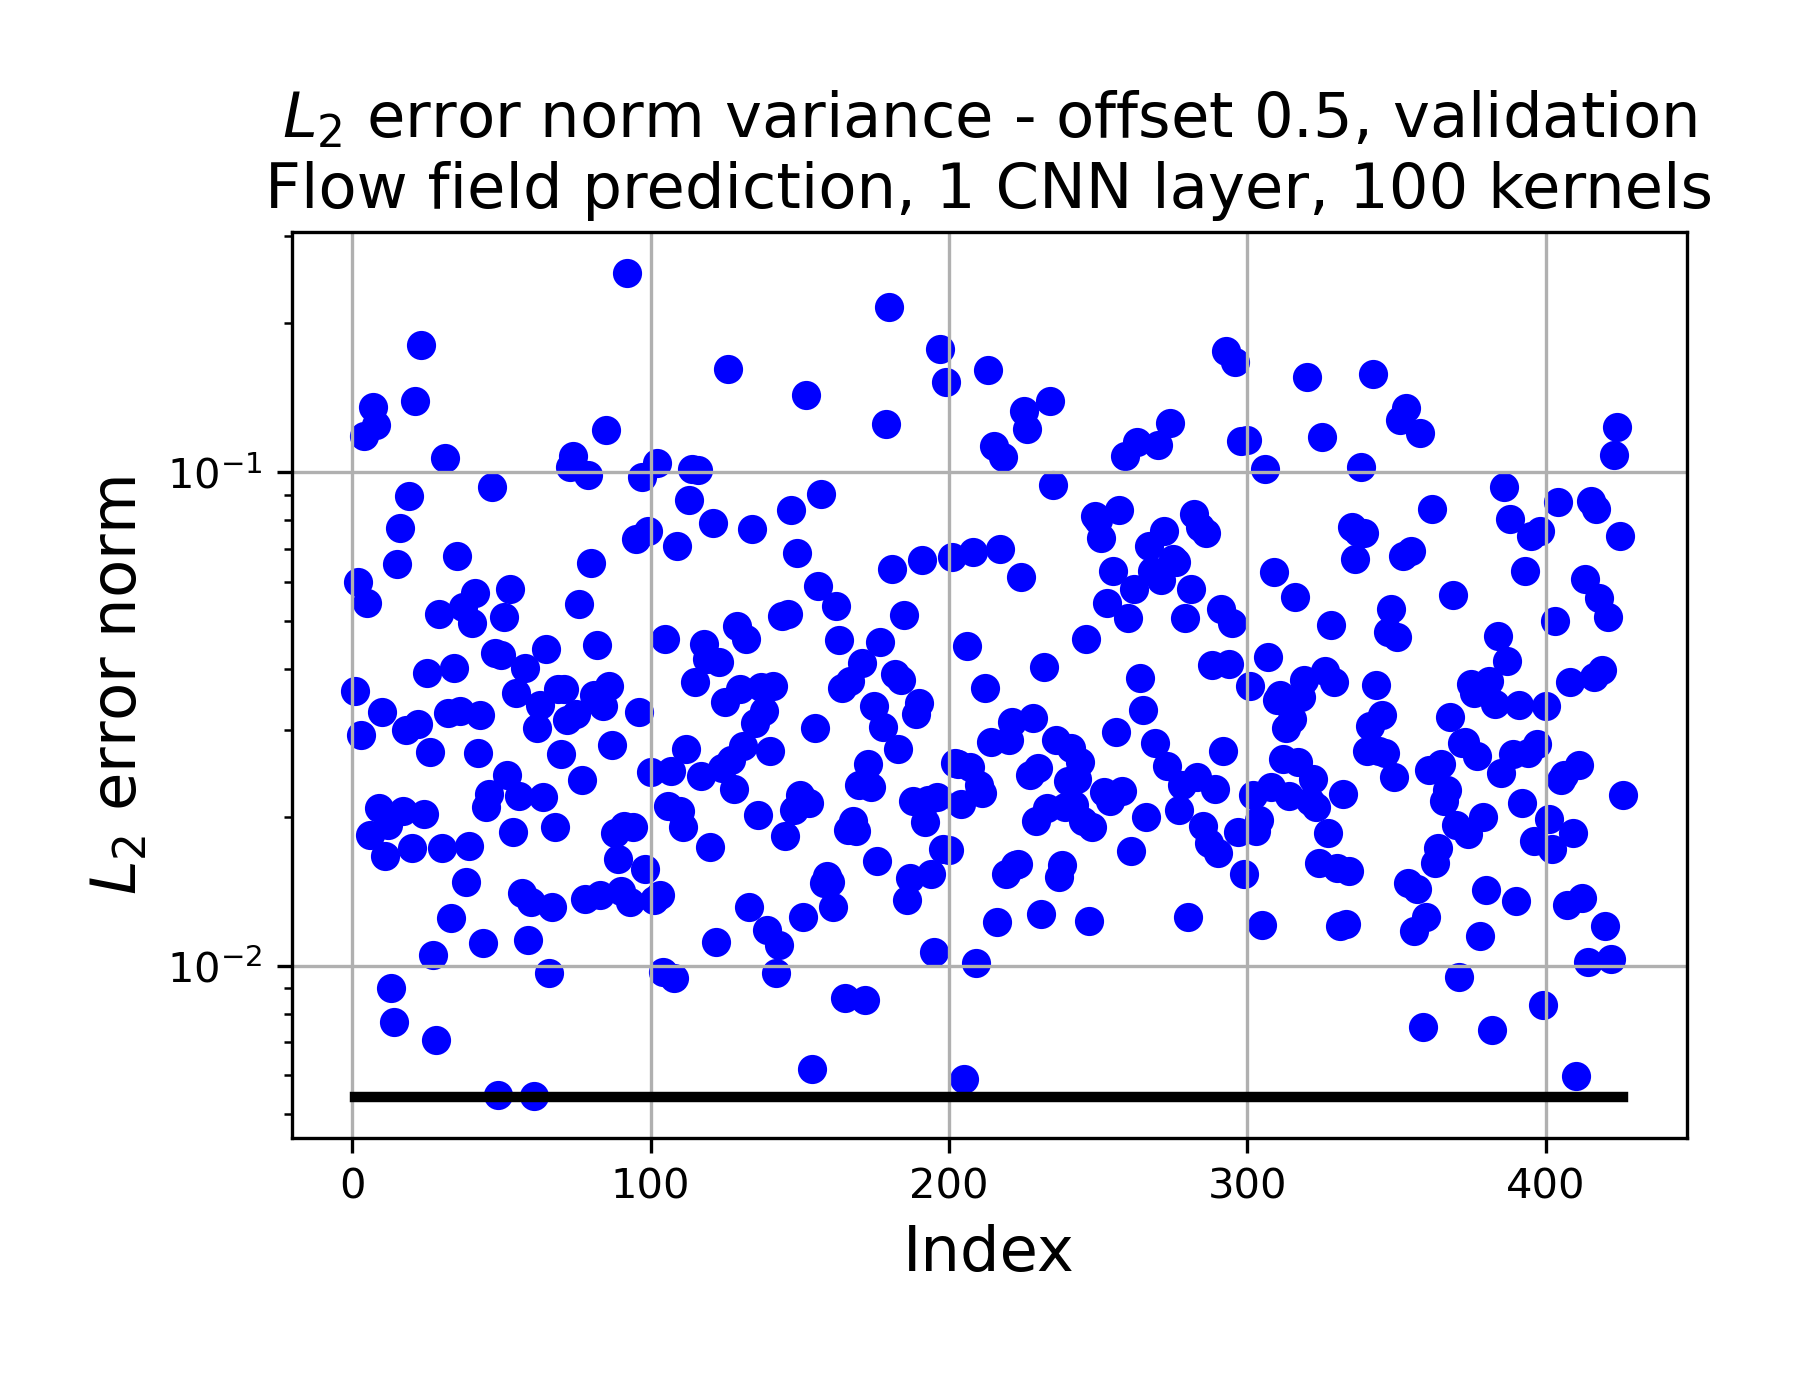 L₂ error norm variance - offset 0.5, validation
Flow field prediction, 1 CNN layer, 100 kernels
L₂ error norm
10⁻¹
10⁻²
0 100 200 300 400
Index